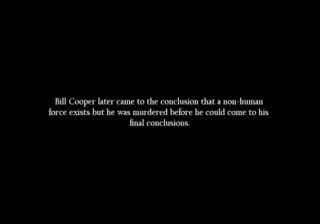 Bill Cooper later came to the conclusion that a non-human
force exists but he was murdered before he could come to his
final conclusions.